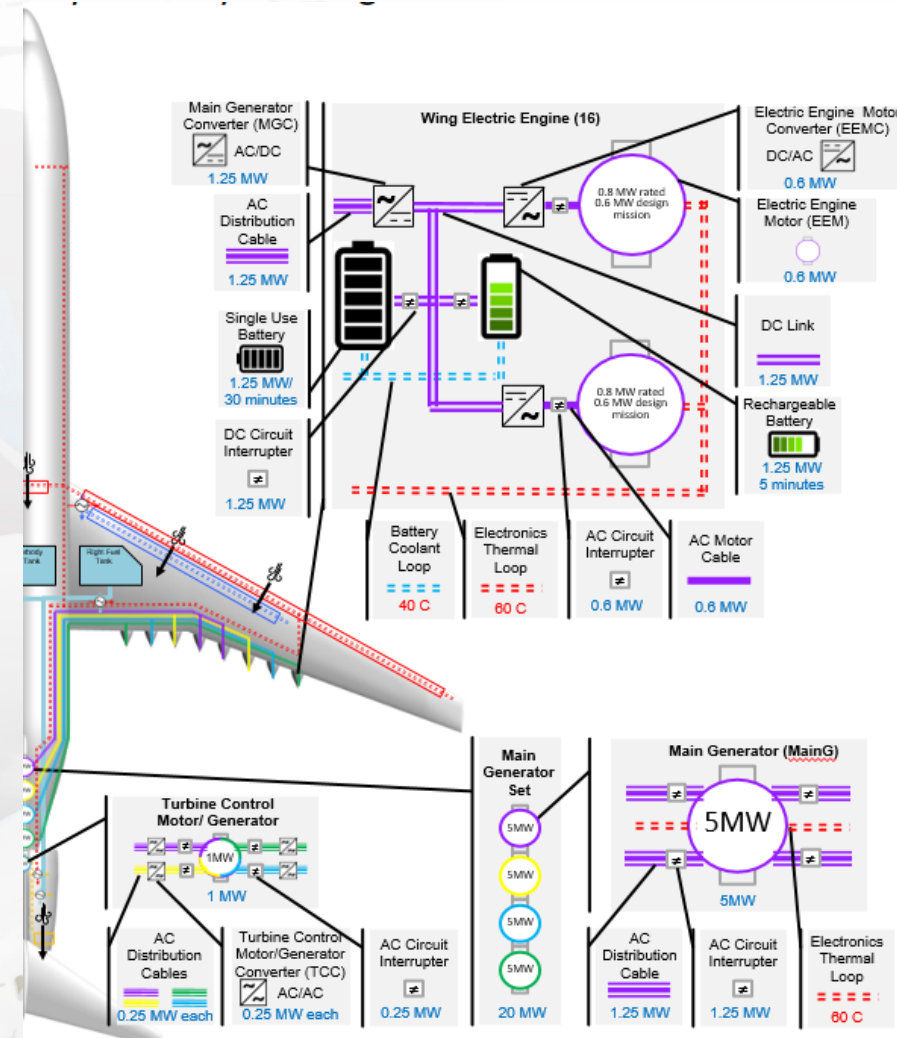 Main Generator
Converter (MGC)
AC/DC
1.25 MW
AC
Distribution
Cable
1.25 MW
Single Use
Battery
1.25 MW/
30 minutes
DC Circuit
Interrupter
1.25 MW
Wing Electric Engine (16)
0.8 MW rated
0.6 MW design
mission
0.8 MW rated
0.6 MW design
mission
Electric Engine Motor
Converter (EEMC)
DC/AC
0.6 MW
Electric Engine
Motor (EEM)
0.6 MW
DC Link
1.25 MW
Rechargeable
Battery
1.25 MW
5 minutes
Battery
Coolant
Loop
40 C
Electronics
Thermal
Loop
60 C
AC Circuit
Interrupter
0.6 MW
AC Motor
Cable
0.6 MW
Tank
Right Fuel
Tank
Turbine Control
Motor/ Generator
1MW
1 MW
AC
Distribution
Cables
0.25 MW each
Turbine Control
Motor/Generator
Converter (TCC)
AC/AC
0.25 MW each
AC Circuit
Interrupter
0.25 MW
Main
Generator
Set
5MW
5MW
5MW
5MW
20 MW
Main Generator (MainG)
5MW
5MW
AC
Distribution
Cable
1.25 MW
AC Circuit
Interrupter
1.25 MW
Electronics
Thermal
Loop
60 C